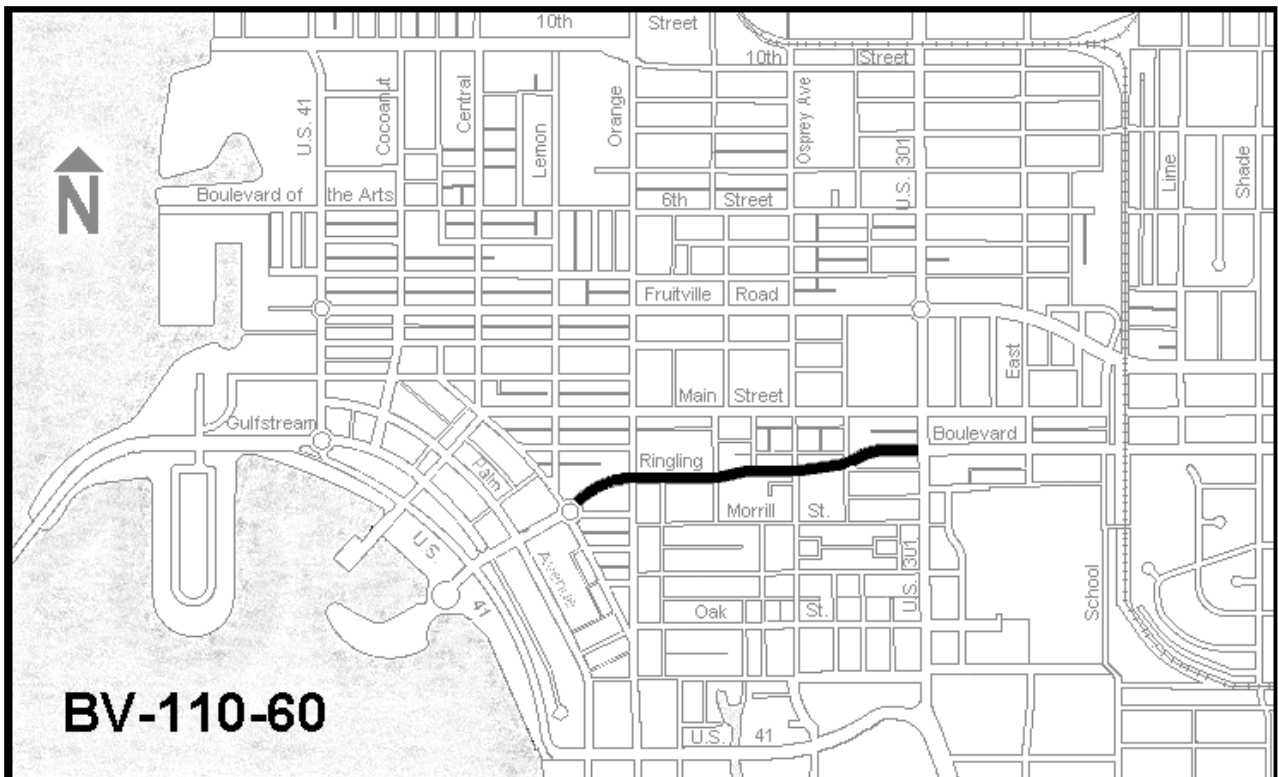 10th Street
10th Street
U.S. 41
Cocoanut
Central
Lemon
Orange
Osprey Ave
U.S. 301
Lime
Shade
N
Boulevard of the Arts
6th Street
Fruitville Road
East
Main Street
Gulfstream
Boulevard
Palm
Ringling
Morrill St.
U.S.
41
Avenue
U.S. 301
School
Oak St.
BV-110-60
U.S. 41